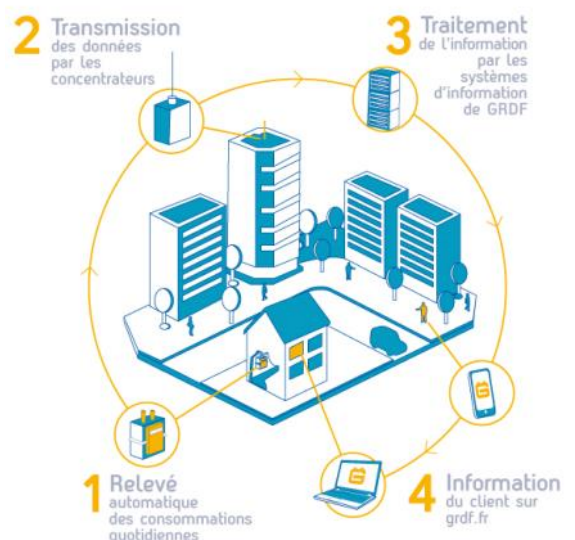 2 Transmission
des données
par les
concentrateurs
3 Traitement
de l'information
par les
systèmes
d'information
de GRDF
1 Relevé
automatique
des consommations
quotidiennes
4 Information
du client sur
grdf.fr